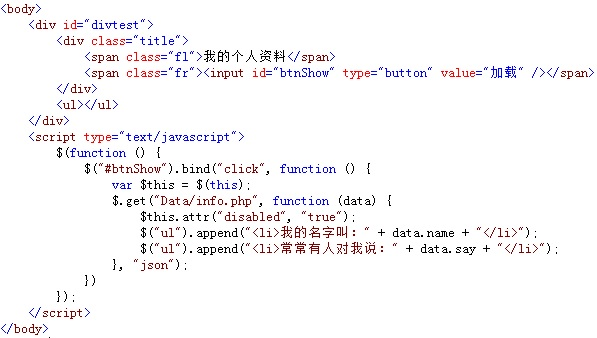 <body>
    <div id="divtest">
        <div class="title">
            <span class="fl">我的个人资料</span>
            <span class="fr"><input id="btnShow" type="button" value="加载" /></span>
        </div>
        <ul></ul>
    </div>
    <script type="text/javascript">
        $(function () {
            $("#btnShow").bind("click", function () {
                var $this = $(this);
                $.get("Data/info.php", function (data) {
                    $this.attr("disabled", "true");
                    $("ul").append("<li>我的名字叫：" + data.name + "</li>");
                    $("ul").append("<li>常常有人对我说：" + data.say + "</li>");
                }, "json");
            })
        });
    </script>
</body>